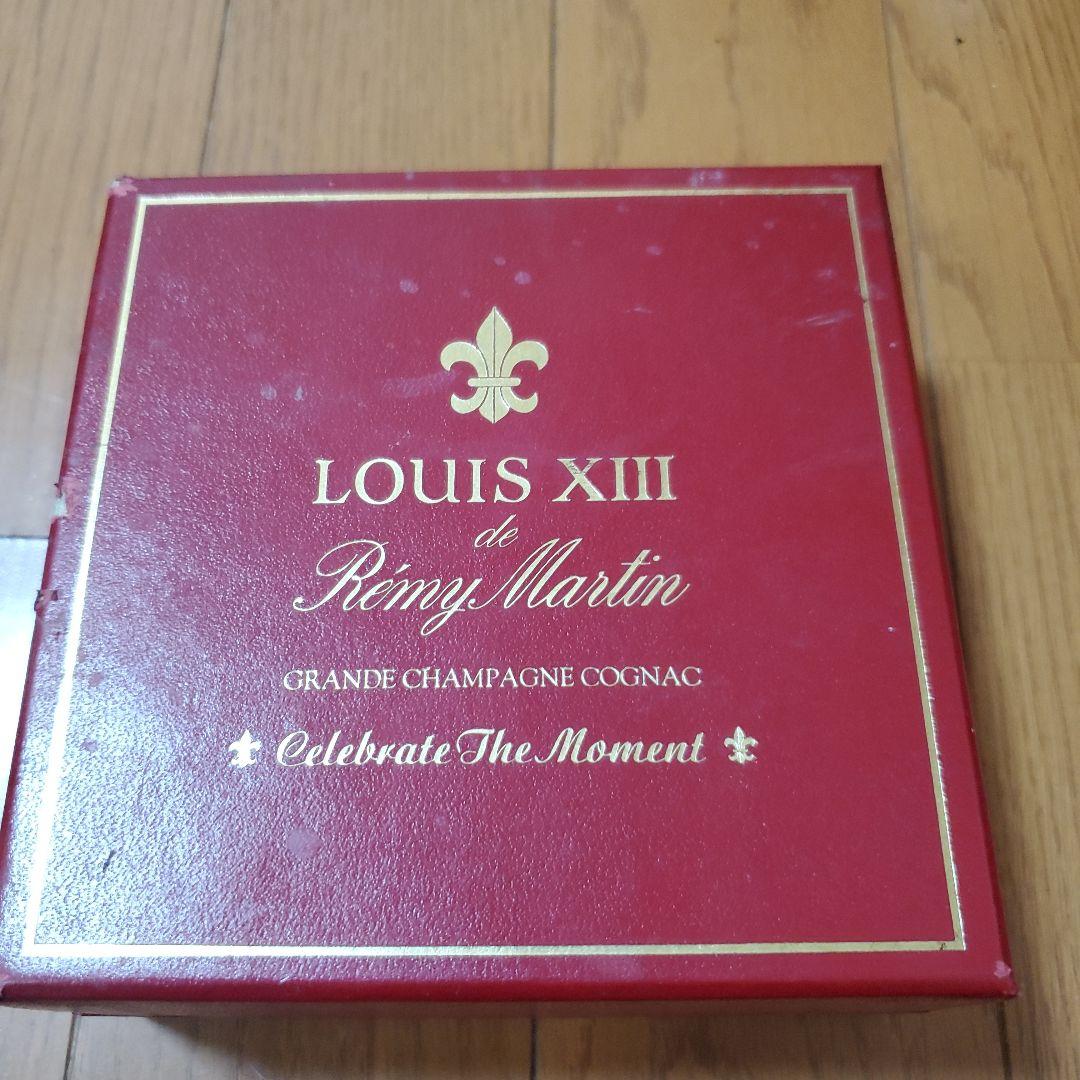 LOUIS XIII
de
Rémy Martin
GRANDE CHAMPAGNE COGNAC
Celebrate The Moment